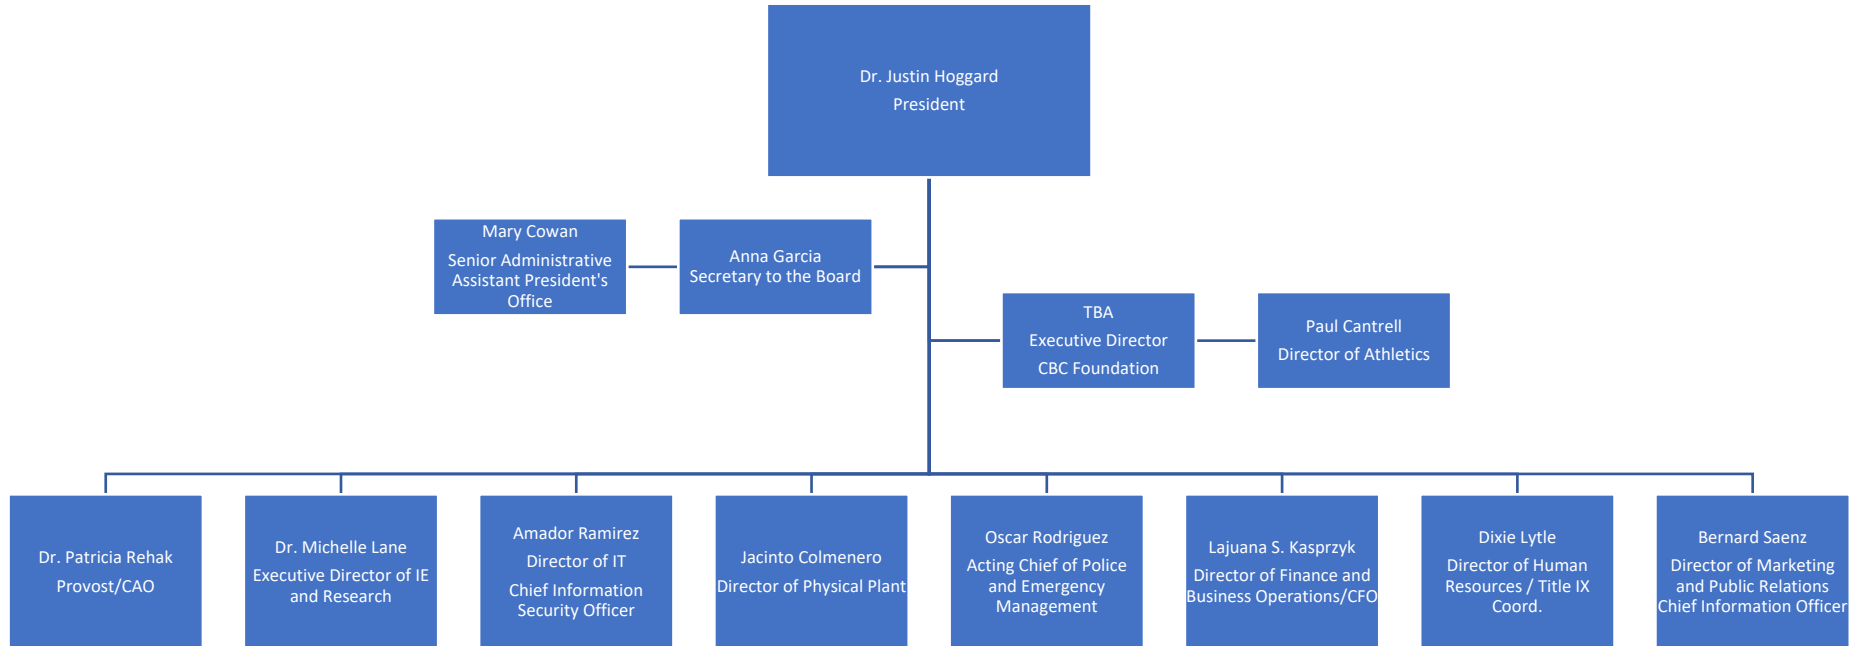 Dr. Justin Hoggard
President
Mary Cowan
Senior Administrative
Assistant President's
Office
Anna Garcia
Secretary to the Board
TBA
Executive Director
CBC Foundation
Paul Cantrell
Director of Athletics
Dr. Patricia Rehak
Provost/CAO
Dr. Michelle Lane
Executive Director of IE
and Research
Amador Ramirez
Director of IT
Chief Information
Security Officer
Jacinto Colmenero
Director of Physical Plant
Oscar Rodriguez
Acting Chief of Police
and Emergency
Management
Lajuana S. Kasprzyk
Director of Finance and
Business Operations/CFO
Dixie Lytle
Director of Human
Resources / Title IX
Coord.
Bernard Saenz
Director of Marketing
and Public Relations
Chief Information Officer